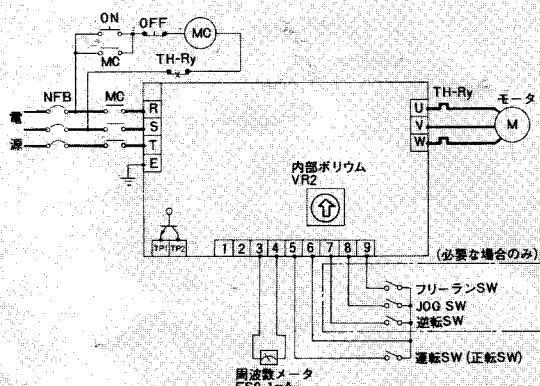 ON
OFF
MC
MC
TH-Ry
NFB
MC
TH-Ry
モータ
電
源
R
S
T
E
U
V
W
M
内部ボリウム
VR2
TP1 TP2
1 2 3 4 5 6 7 8 9
(必要な場合のみ)
フリーランSW
JOG SW
逆転SW
運転SW (正転SW)
周波数メータ